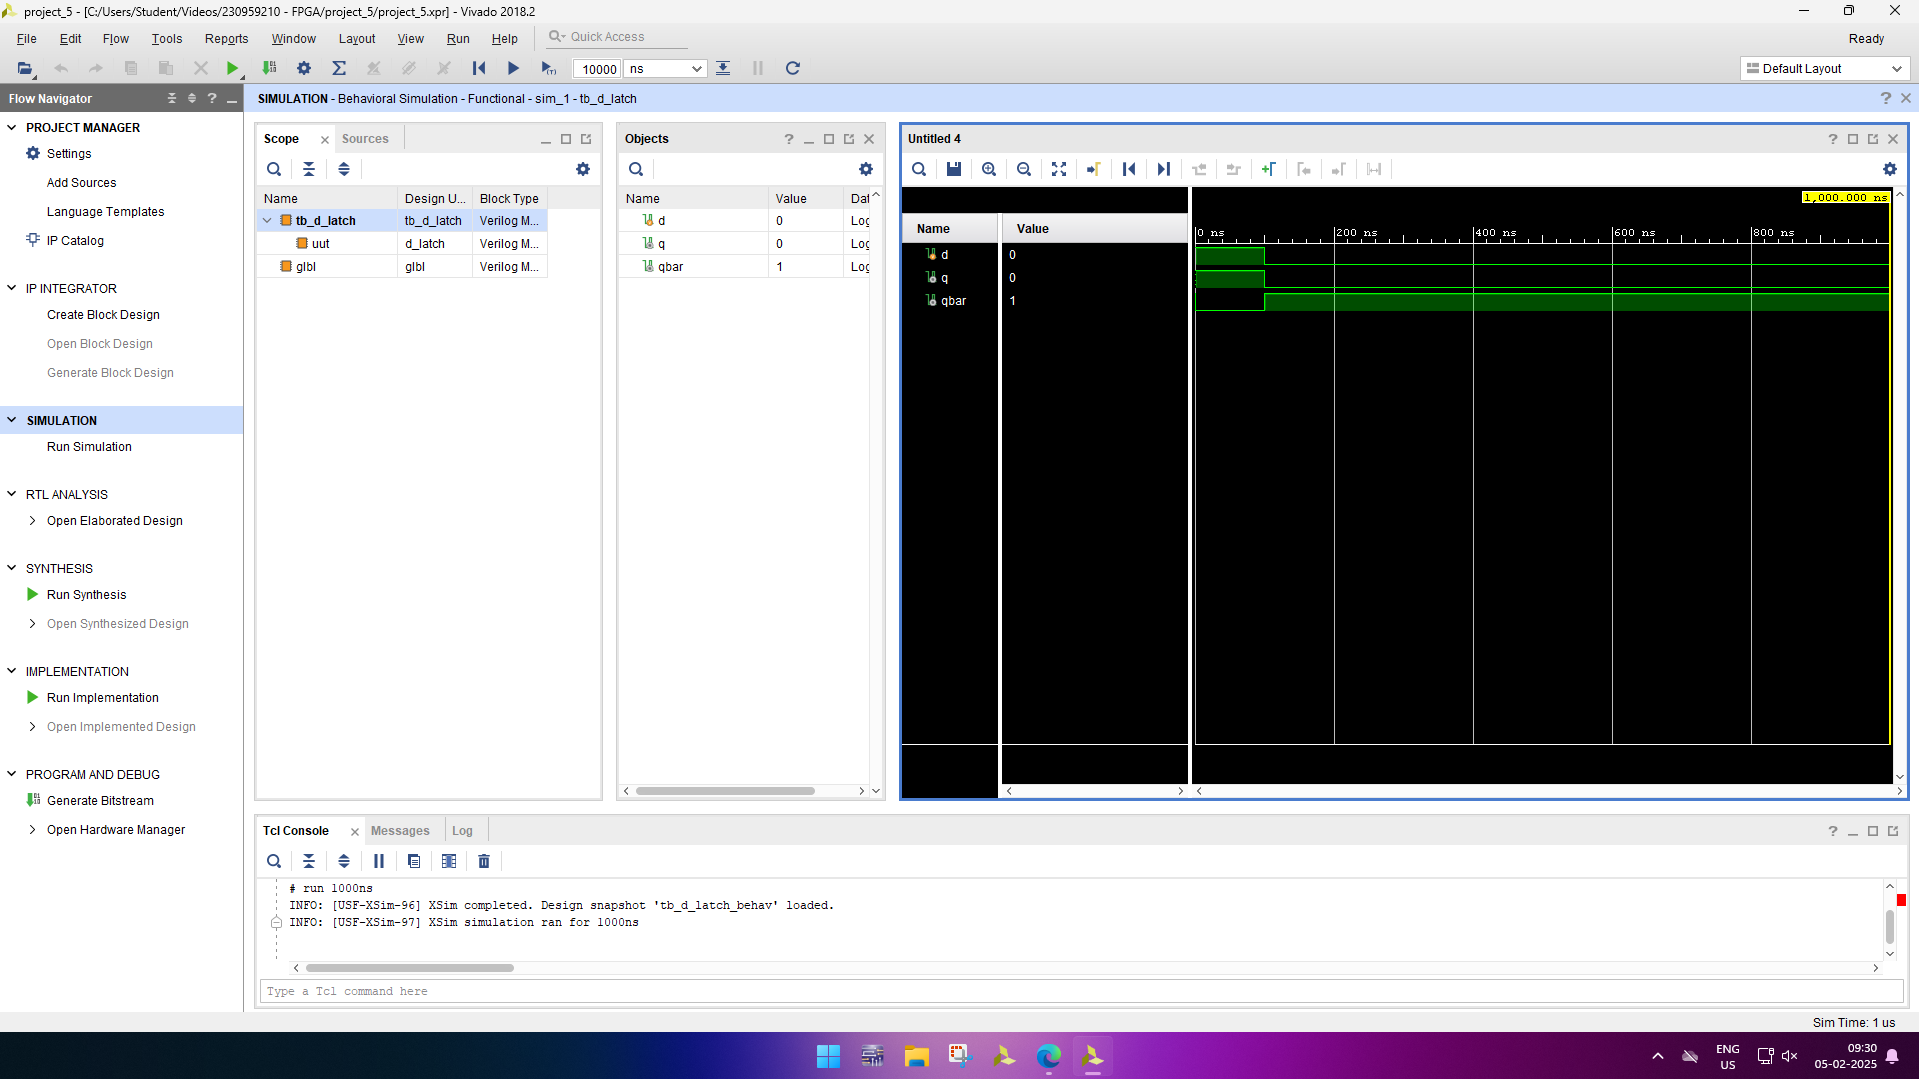 project_5 - [C:/Users/Student/Videos/230959210 - FPGA/project_5/project_5.xpr] - Vivado 2018.2
File Edit Flow Tools Reports Window Layout View Run Help Quick Access Ready
10000 ns Default Layout
Flow Navigator
SIMULATION - Behavioral Simulation - Functional - sim_1 - tb_d_latch
PROJECT MANAGER
Settings
Add Sources
Language Templates
IP Catalog
IP INTEGRATOR
Create Block Design
Open Block Design
Generate Block Design
SIMULATION
Run Simulation
RTL ANALYSIS
Open Elaborated Design
SYNTHESIS
Run Synthesis
Open Synthesized Design
IMPLEMENTATION
Run Implementation
Open Implemented Design
PROGRAM AND DEBUG
Generate Bitstream
Open Hardware Manager
Scope Sources
Name Design U... Block Type
tb_d_latch tb_d_latch Verilog M...
uut d_latch Verilog M...
glbl glbl Verilog M...
Objects
Name Value Dat
d 0 Log
q 0 Log
qbar 1 Log
Untitled 4
1,000.000 ns
Name Value
0 ns 200 ns 400 ns 600 ns 800 ns
d 0
q 0
qbar 1
Tcl Console Messages Log
# run 1000ns
INFO: [USF-XSim-96] XSim completed. Design snapshot 'tb_d_latch_behav' loaded.
INFO: [USF-XSim-97] XSim simulation ran for 1000ns
Type a Tcl command here
Sim Time: 1 us
ENG
US
09:30
05-02-2025